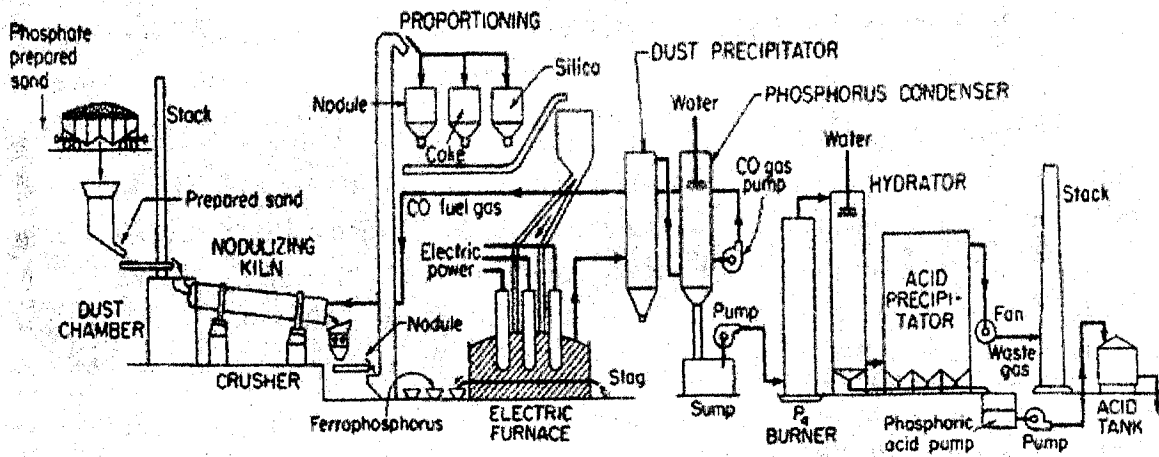 PROPORTIONING
Phosphate
prepared
sand
DUST PRECIPITATOR
Silica
Nodule
Water
PHOSPHORUS CONDENSER
Stack
Coke
Water
CO gas
pump
HYDRATOR
Stack
Prepared sand
CO fuel gas
NODULIZING
KILN
Electric
power
ACID
PRECIPI-
TATOR
DUST
CHAMBER
Nodule
Pump
Fan
Waste
gas
CRUSHER
Slag
Ferrophosphorus
ELECTRIC
FURNACE
Sump
P4
BURNER
Phosphoric
acid pump
Pump
ACID
TANK